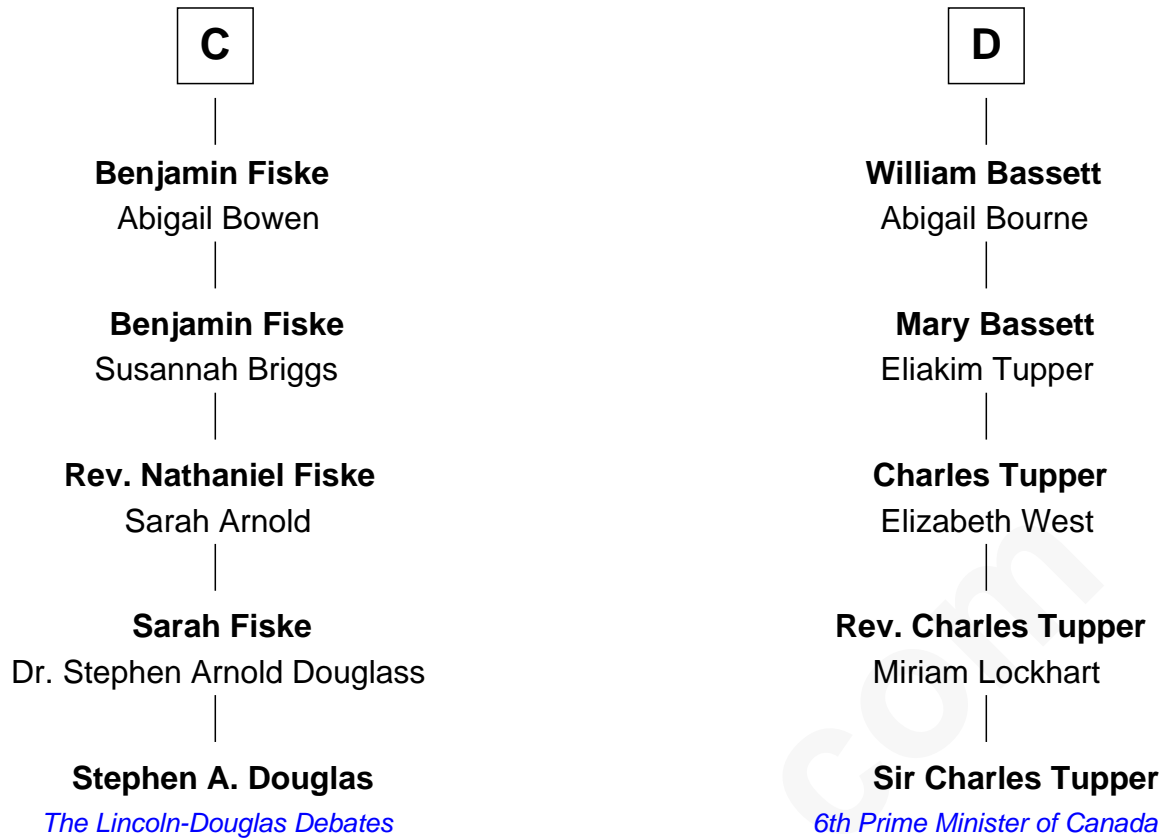 C
Benjamin Fiske
Abigail Bowen
Benjamin Fiske
Susannah Briggs
Rev. Nathaniel Fiske
Sarah Arnold
Sarah Fiske
Dr. Stephen Arnold Douglass
Stephen A. Douglas
The Lincoln-Douglas Debates
D
William Bassett
Abigail Bourne
Mary Bassett
Eliakim Tupper
Charles Tupper
Elizabeth West
Rev. Charles Tupper
Miriam Lockhart
Sir Charles Tupper
6th Prime Minister of Canada
com